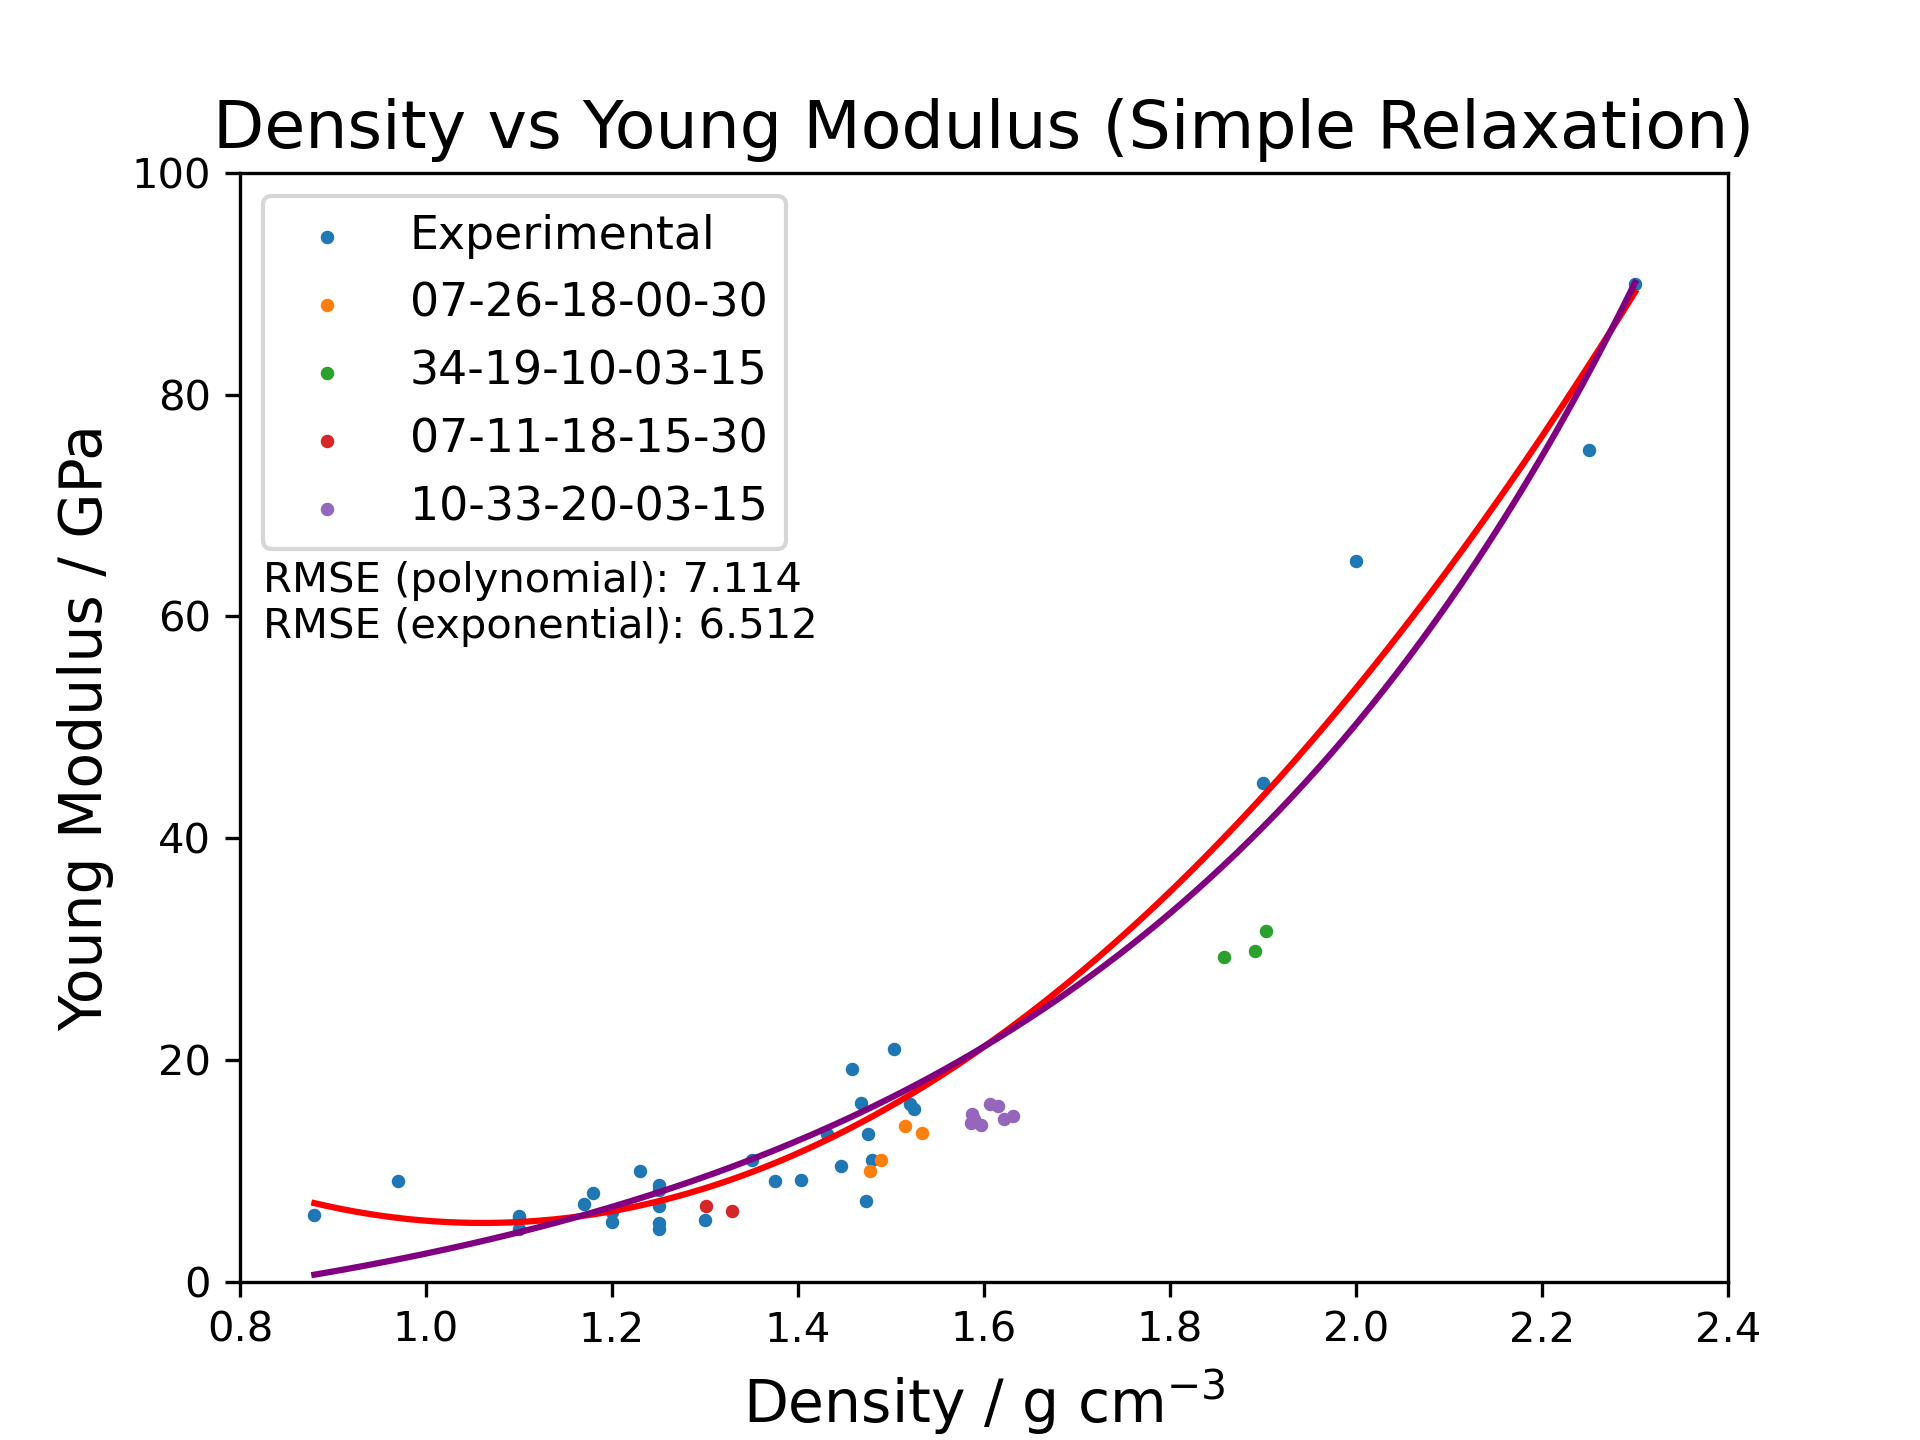 Density vs Young Modulus (Simple Relaxation)
Young Modulus / GPa
100
80
60
40
20
0
Experimental
07-26-18-00-30
34-19-10-03-15
07-11-18-15-30
10-33-20-03-15
RMSE (polynomial): 7.114
RMSE (exponential): 6.512
0.8 1.0 1.2 1.4 1.6 1.8 2.0 2.2 2.4
Density / g cm⁻³